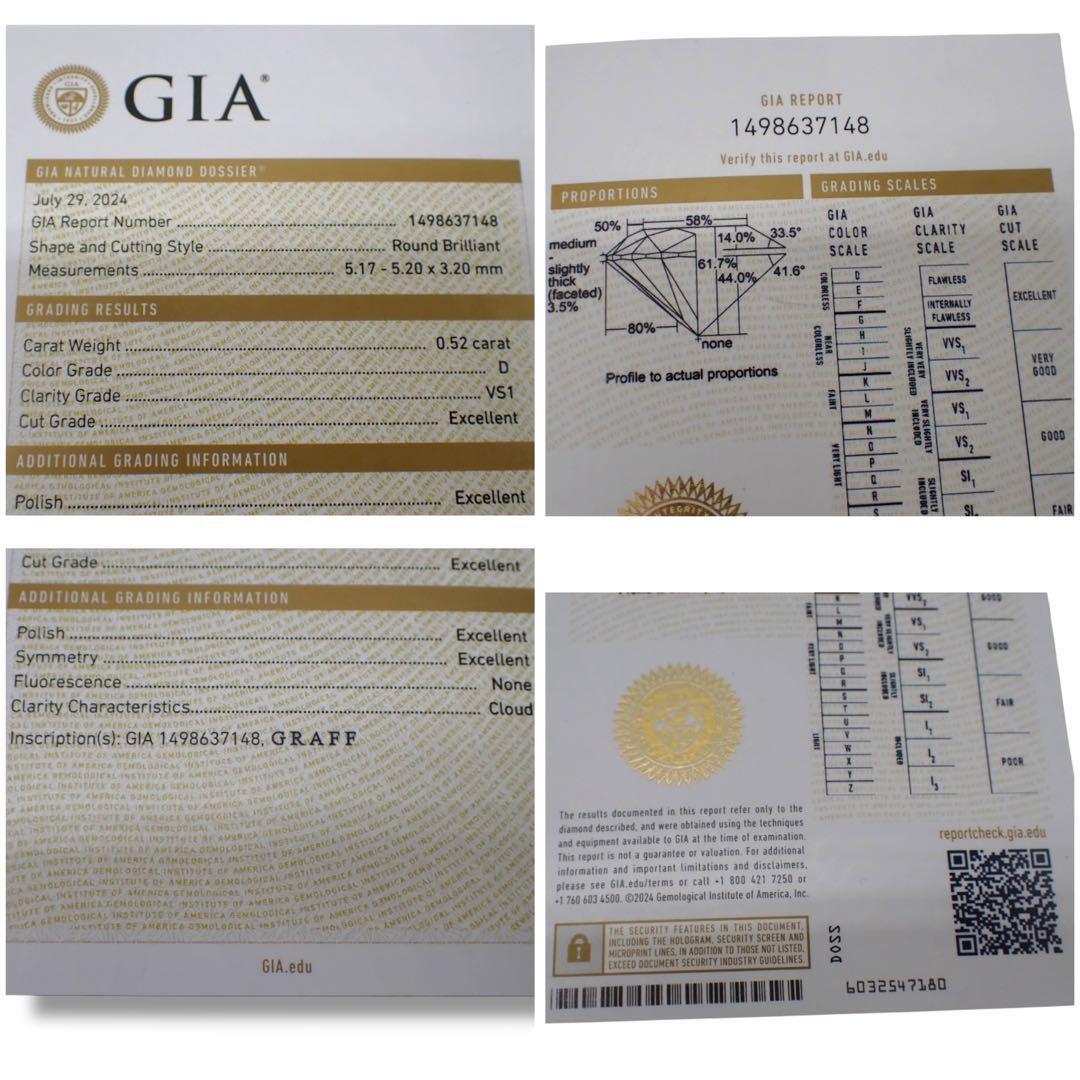 GIA®
GIA NATURAL DIAMOND DOSSIER®
July 29, 2024
GIA Report Number 1498637148
Shape and Cutting Style Round Brilliant
Measurements 5.17 - 5.20 x 3.20 mm
GRADING RESULTS
Carat Weight 0.52 carat
Color Grade D
Clarity Grade VS1
Cut Grade Excellent
ADDITIONAL GRADING INFORMATION
Polish Excellent
GIA REPORT
1498637148
Verify this report at GIA.edu
PROPORTIONS
50%
58%
14.0%
33.5°
medium
-
slightly
thick
(faceted)
3.5%
61.7%
44.0%
41.6°
80%
none
Profile to actual proportions
GRADING SCALES
GIA
COLOR
SCALE
COLORLESS
D
E
F
NEAR COLORLESS
G
H
I
J
FAINT
K
L
M
VERY LIGHT
N
O
P
Q
R
S
GIA
CLARITY
SCALE
FLAWLESS
INTERNALLY
FLAWLESS
VERY VERY
SLIGHTLY INCLUDED
VVS1
VVS2
VERY SLIGHTLY
INCLUDED
VS1
VS2
SLIGHTLY
INCLUDED
SI1
GIA
CUT
SCALE
EXCELLENT
VERY
GOOD
GOOD
FAIR
Cut Grade Excellent
ADDITIONAL GRADING INFORMATION
Polish Excellent
Symmetry Excellent
Fluorescence None
Clarity Characteristics Cloud
Inscription(s): GIA 1498637148, GRAFF
GIA.edu
L
M
N
O
P
Q
R
S
T
U
V
W
X
Y
Z
FAINT
VERY LIGHT
LIGHT
VVS2
VS1
VS2
SI1
SI2
I1
I2
I3
INCLUDED
GOOD
GOOD
FAIR
POOR
The results documented in this report refer only to the
diamond described, and were obtained using the techniques
and equipment available to GIA at the time of examination.
This report is not a guarantee or valuation. For additional
information and important limitations and disclaimers,
please see GIA.edu/terms or call +1 800 421 7250 or
+1 760 603 4500. ©2024 Gemological Institute of America, Inc.
THE SECURITY FEATURES IN THIS DOCUMENT,
INCLUDING THE HOLOGRAM, SECURITY SCREEN AND
MICROPRINT LINES, IN ADDITION TO THOSE NOT LISTED,
EXCEED DOCUMENT SECURITY INDUSTRY GUIDELINES.
reportcheck.gia.edu
DOSS
6032547180